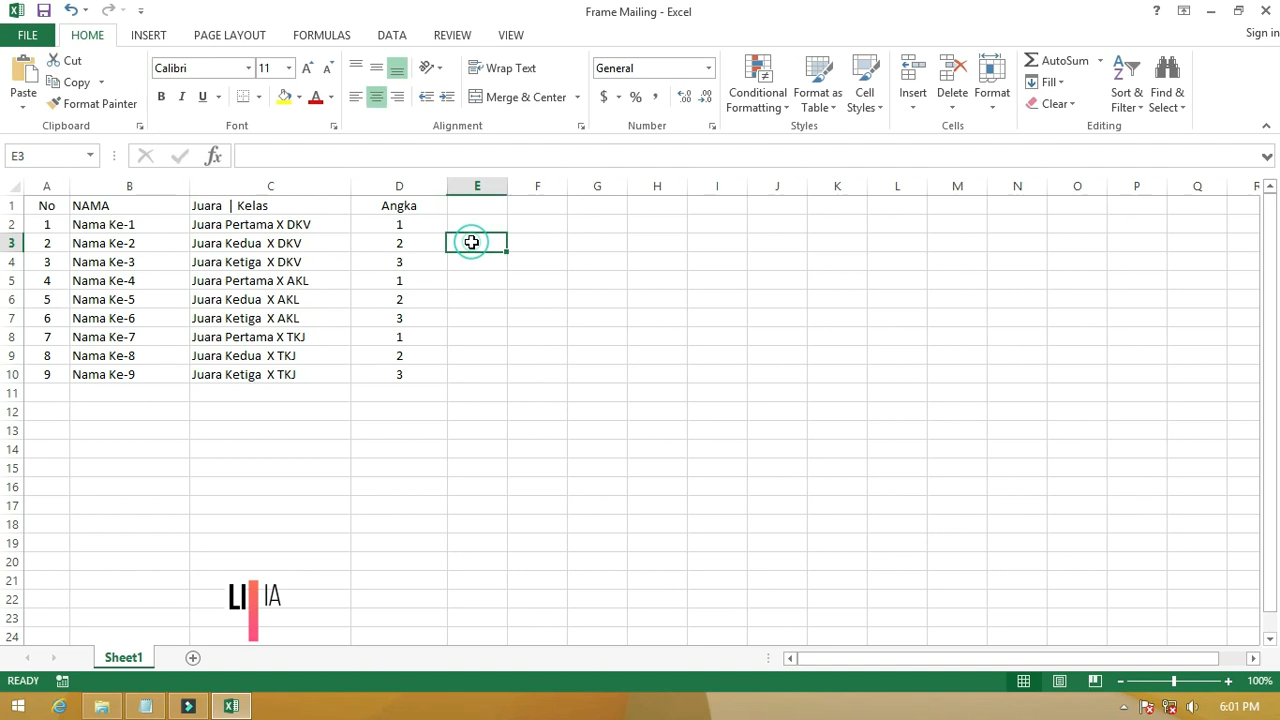 Frame Mailing - Excel
Sign in
FILE HOME INSERT PAGE LAYOUT FORMULAS DATA REVIEW VIEW
Paste
Cut
Copy
Format Painter
Calibri 11
B I U
Wrap Text
Merge & Center
General
$ % ,
Conditional Formatting
Format as Table
Cell Styles
Insert Delete Format
AutoSum
Fill
Clear
Sort & Filter
Find & Select
Clipboard Font Alignment Number Styles Cells Editing
E3
A B C D E F G H I J K L M N O P Q R
1 No NAMA Juara | Kelas Angka
2 1 Nama Ke-1 Juara Pertama X DKV 1
3 2 Nama Ke-2 Juara Kedua X DKV 2
4 3 Nama Ke-3 Juara Ketiga X DKV 3
5 4 Nama Ke-4 Juara Pertama X AKL 1
6 5 Nama Ke-5 Juara Kedua X AKL 2
7 6 Nama Ke-6 Juara Ketiga X AKL 3
8 7 Nama Ke-7 Juara Pertama X TKJ 1
9 8 Nama Ke-8 Juara Kedua X TKJ 2
10 9 Nama Ke-9 Juara Ketiga X TKJ 3
11
12
13
14
15
16
17
18
19
20
21
22
23
24
LI IA
Sheet1
READY
100%
6:01 PM